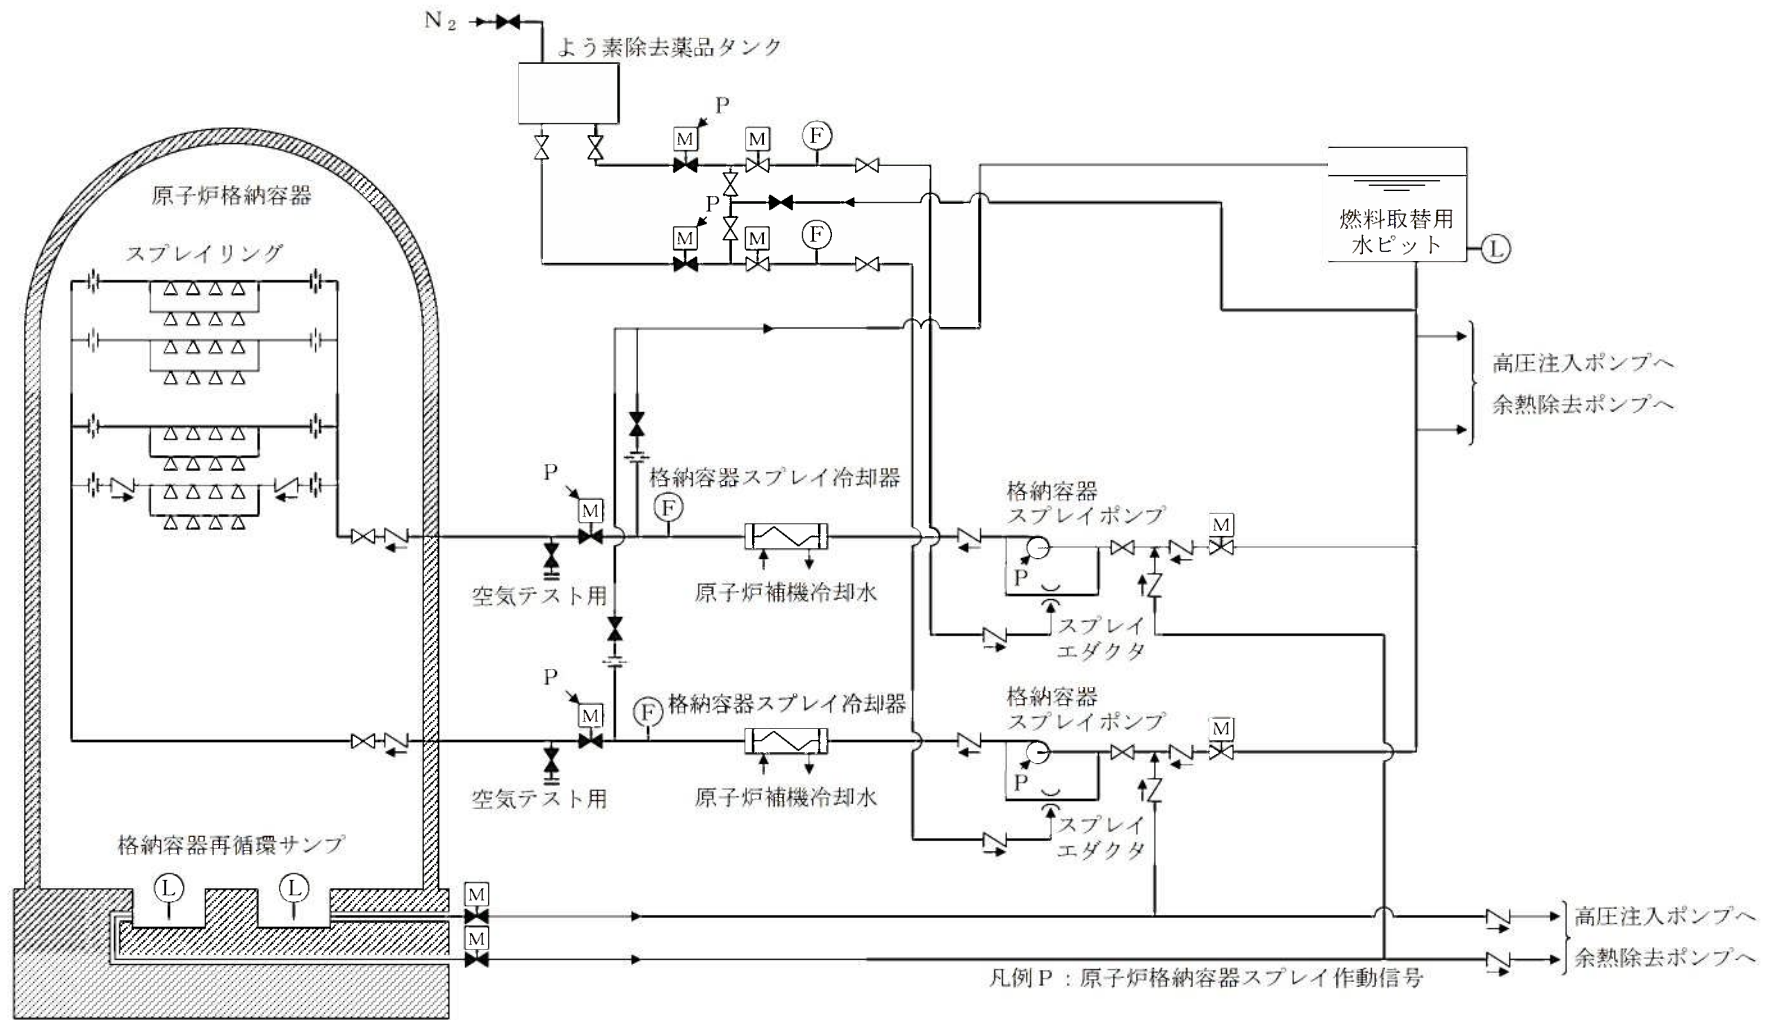 N₂
よう素除去薬品タンク
P
M
M
F
原子炉格納容器
P
M
M
F
燃料取替用
水ピット
L
スプレイリング
高圧注入ポンプへ
余熱除去ポンプへ
P
M
格納容器スプレイ冷却器
F
格納容器
スプレイポンプ
M
P
空気テスト用
原子炉補機冷却水
スプレイ
エダクタ
P
M
格納容器スプレイ冷却器
F
格納容器
スプレイポンプ
M
P
空気テスト用
原子炉補機冷却水
スプレイ
エダクタ
格納容器再循環サンプ
L
L
M
M
高圧注入ポンプへ
余熱除去ポンプへ
凡例P：原子炉格納容器スプレイ作動信号